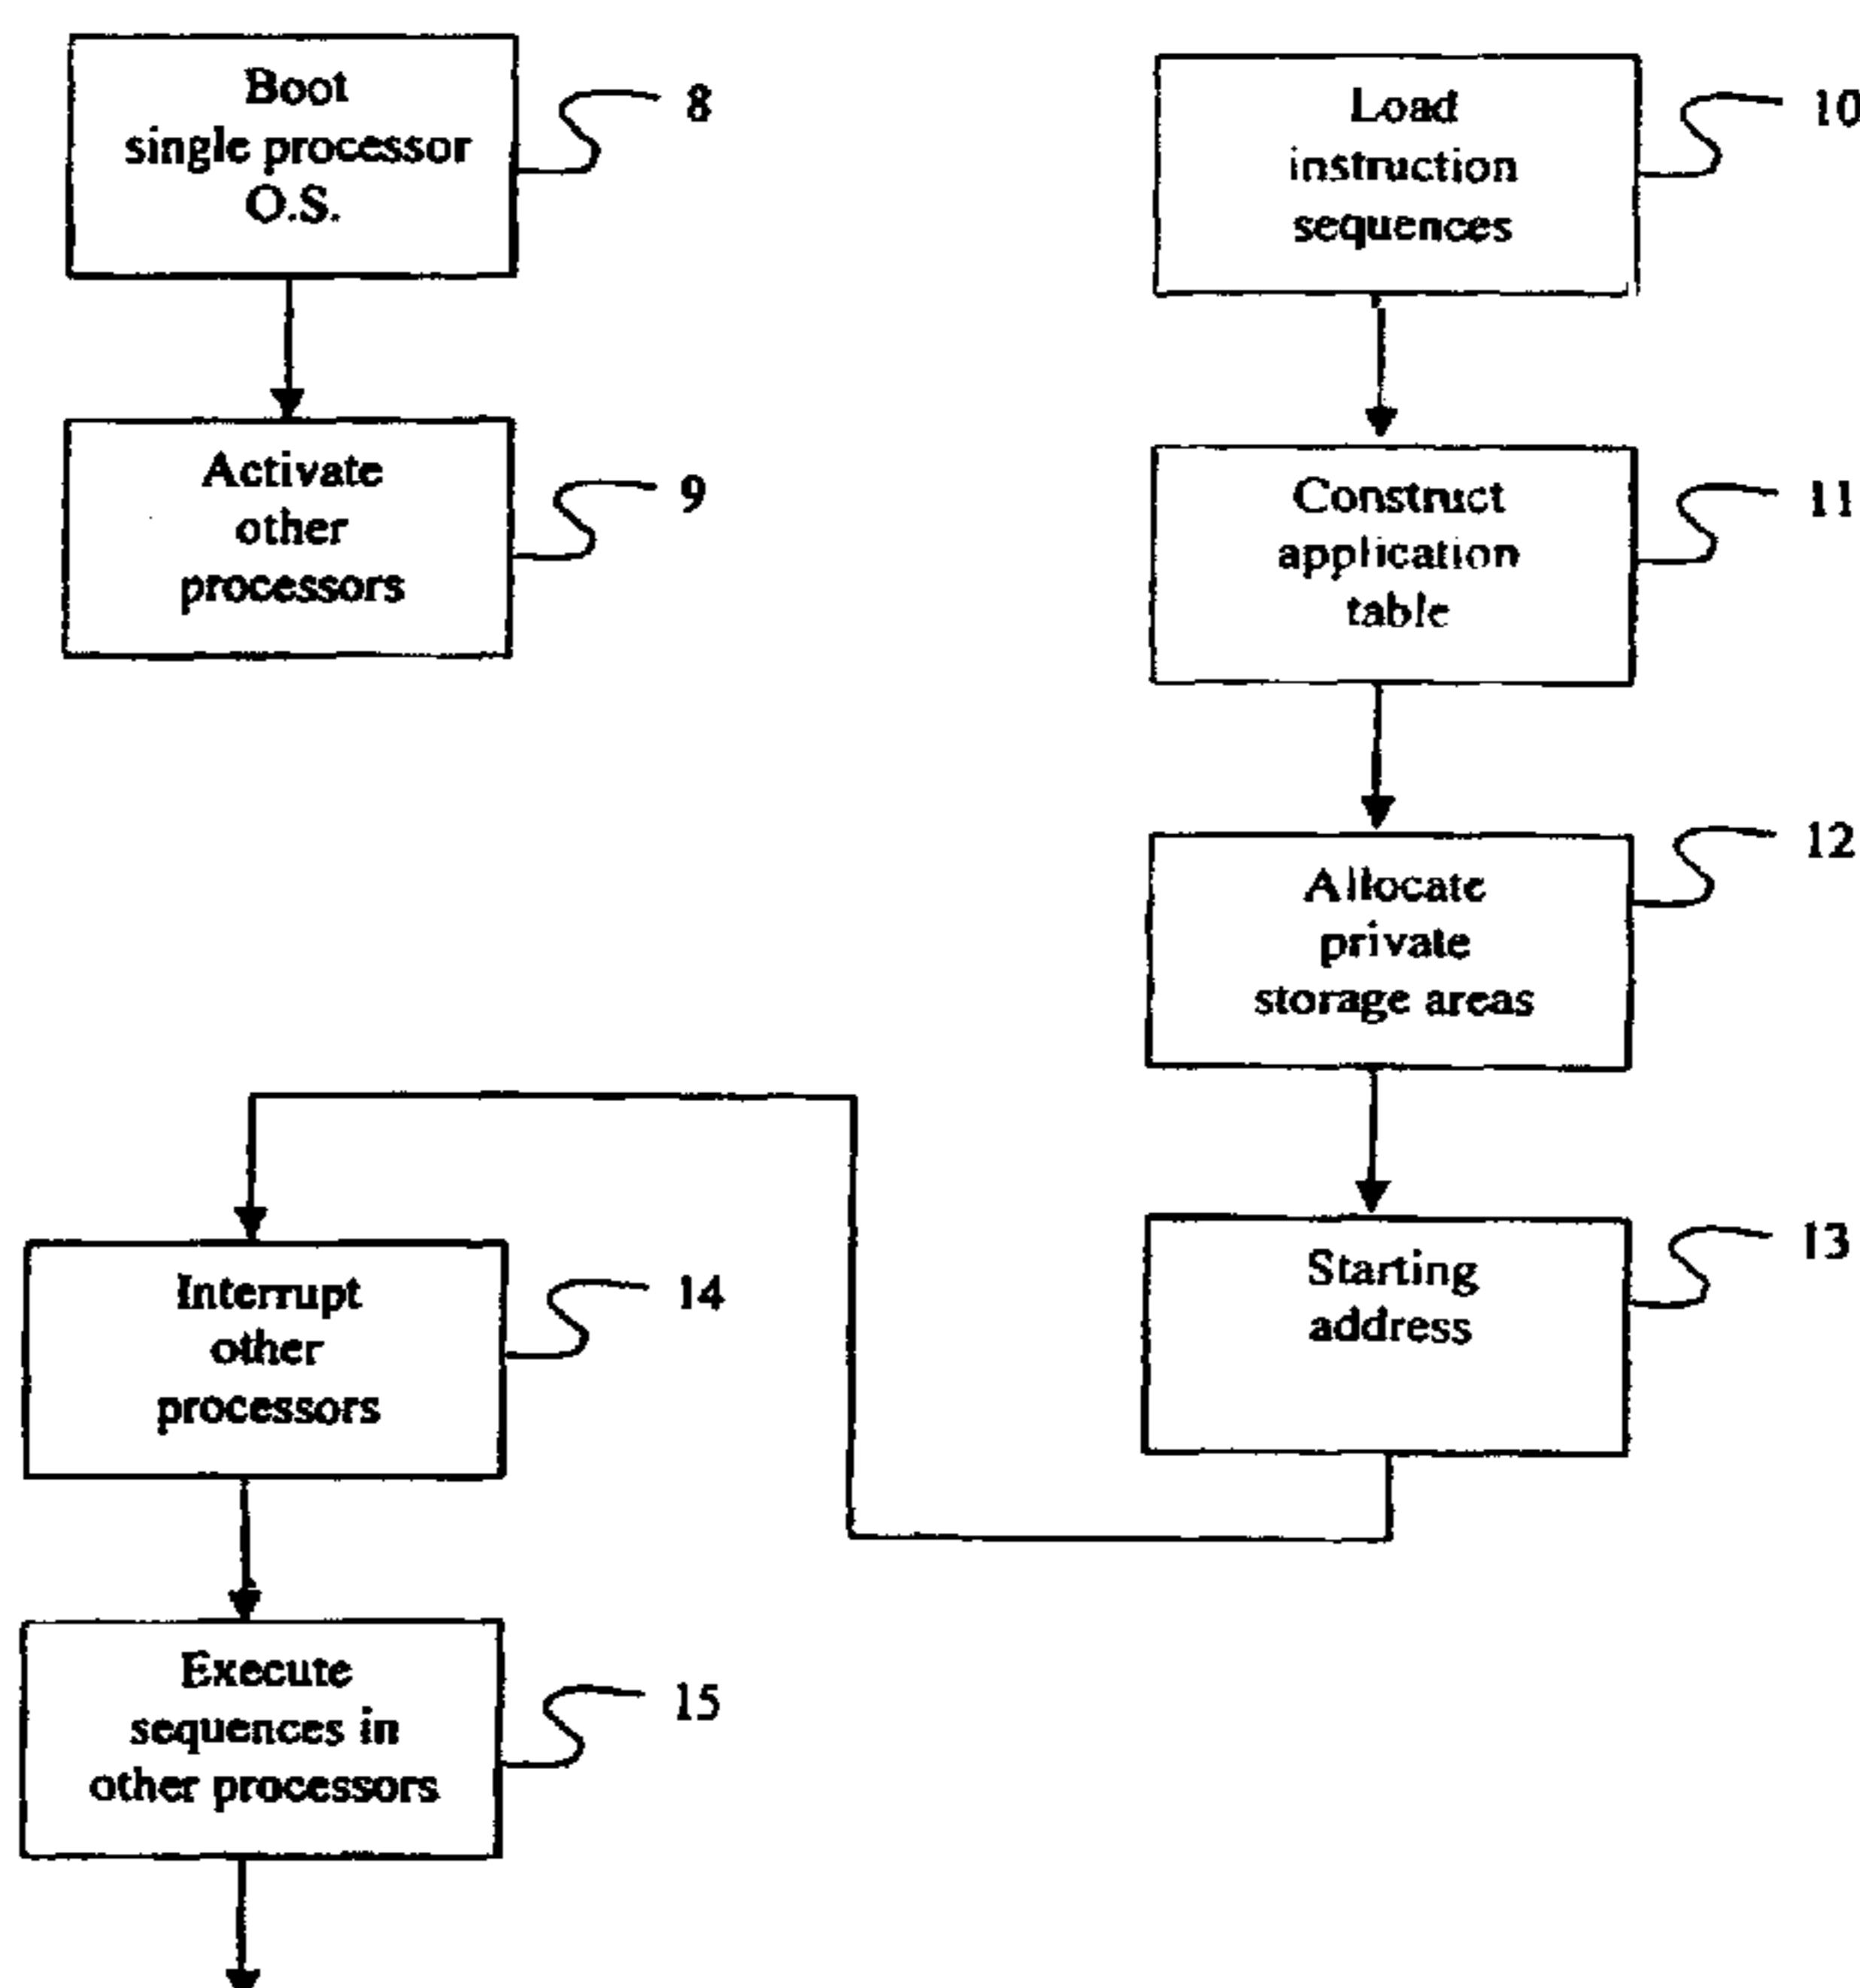 Boot
single processor
O.S.
8
Activate
other
processors
9
Load
instruction
sequences
10
Construct
application
table
11
Allocate
private
storage areas
12
Starting
address
13
Interrupt
other
processors
14
Execute
sequences in
other processors
15